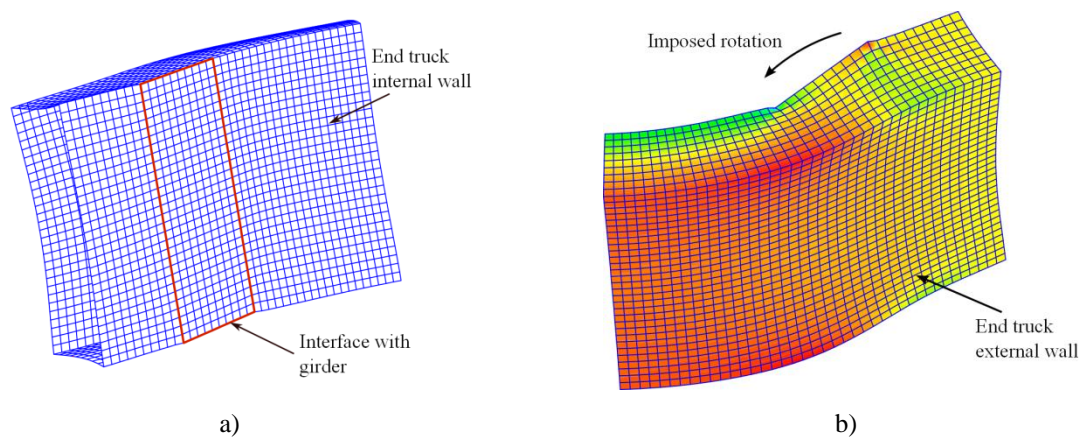 End truck
internal wall
Interface with
girder
a)
Imposed rotation
End truck
external wall
b)